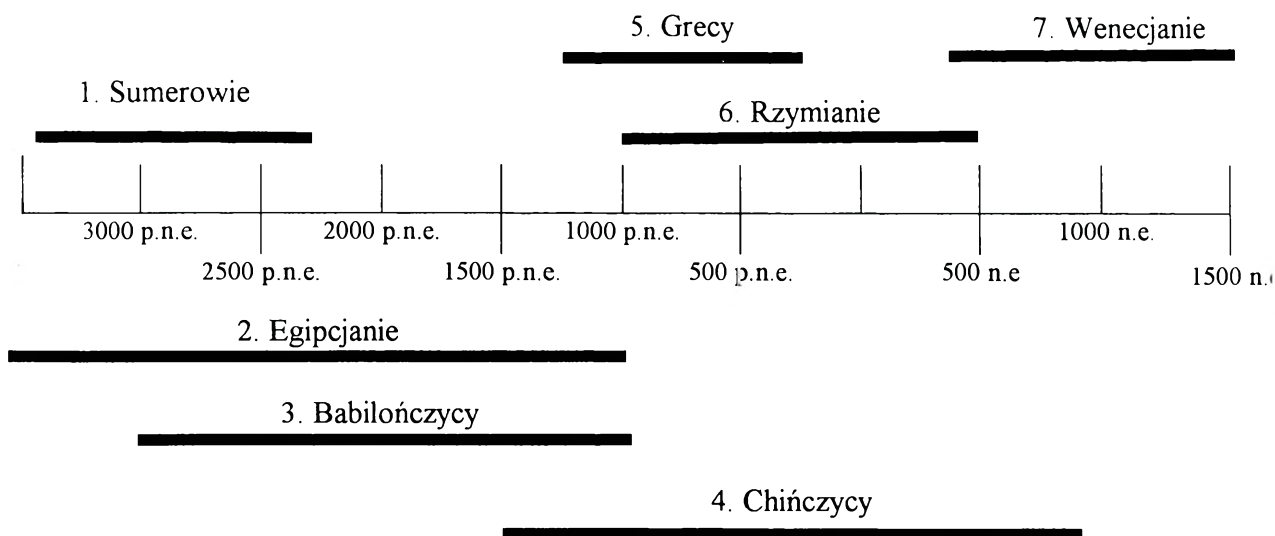 5. Grecy
7. Wenecjanie
1. Sumerowie
6. Rzymianie
3000 p.n.e.
2000 p.n.e.
1000 p.n.e.
1000 n.e.
2500 p.n.e.
1500 p.n.e.
500 p.n.e.
500 n.e
1500 n.
2. Egipcjanie
3. Babilończycy
4. Chińczycy